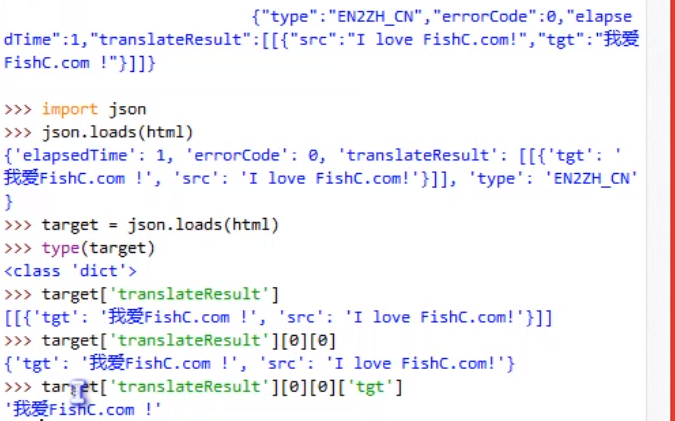 {"type":"EN2ZH_CN","errorCode":0,"elapse
dTime":1,"translateResult":[[{"src":"I love FishC.com!","tgt":"我爱
FishC.com !"}]]}
>>> import json
>>> json.loads(html)
{'elapsedTime': 1, 'errorCode': 0, 'translateResult': [[{'tgt': '
我爱FishC.com !', 'src': 'I love FishC.com!'}]], 'type': 'EN2ZH_CN'
}
>>> target = json.loads(html)
>>> type(target)
<class 'dict'>
>>> target['translateResult']
[[{'tgt': '我爱FishC.com !', 'src': 'I love FishC.com!'}]]
>>> target['translateResult'][0][0]
{'tgt': '我爱FishC.com !', 'src': 'I love FishC.com!'}
>>> target['translateResult'][0][0]['tgt']
'我爱FishC.com !'